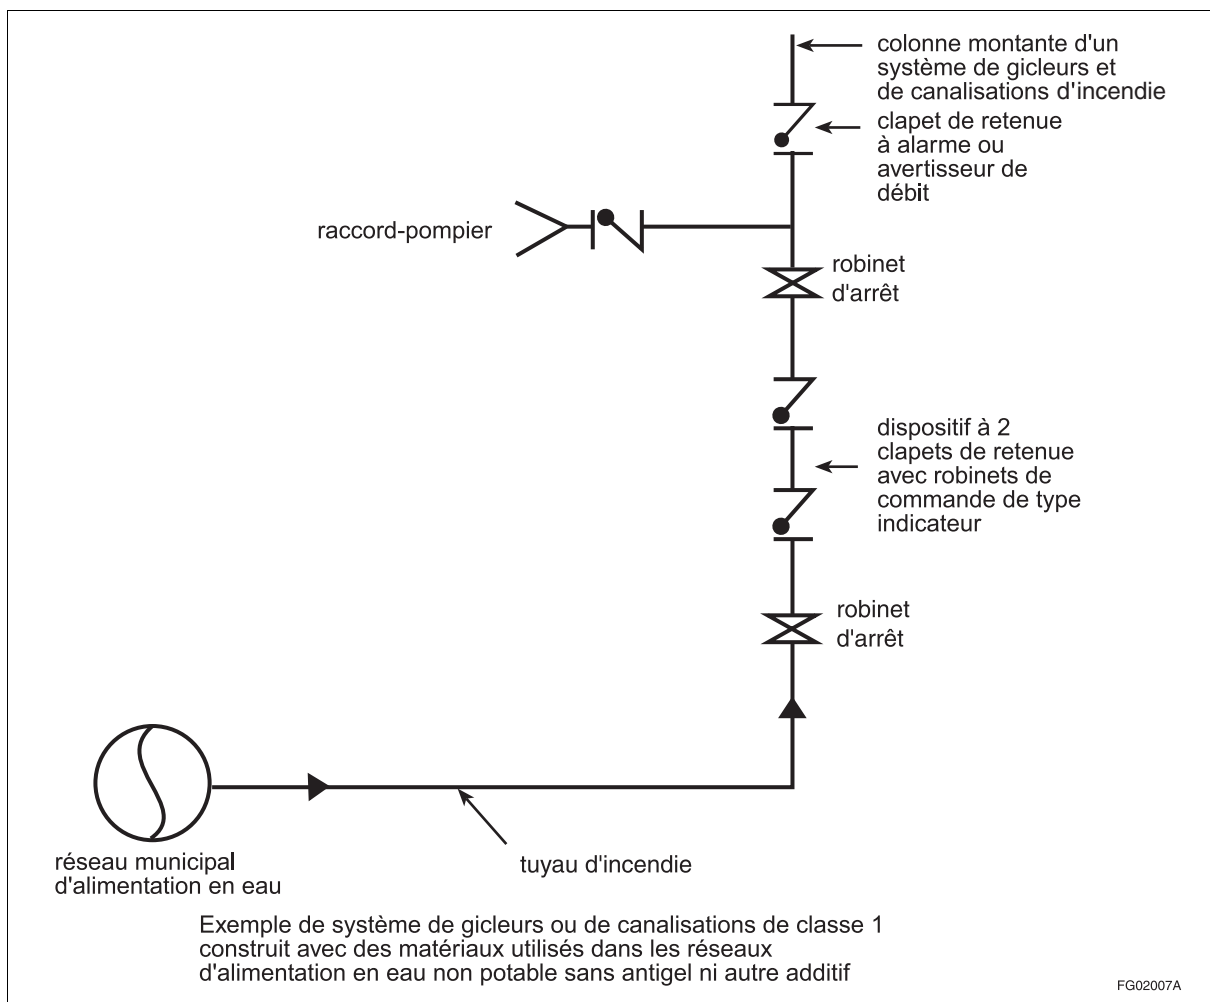 colonne montante d'un
système de gicleurs et
de canalisations d'incendie
clapet de retenue
à alarme ou
avertisseur de
débit
raccord-pompier
robinet
d'arrêt
dispositif à 2
clapets de retenue
avec robinets de
commande de type
indicateur
robinet
d'arrêt
réseau municipal
d'alimentation en eau
tuyau d'incendie
Exemple de système de gicleurs ou de canalisations de classe 1
construit avec des matériaux utilisés dans les réseaux
d'alimentation en eau non potable sans antigel ni autre additif
FG02007A